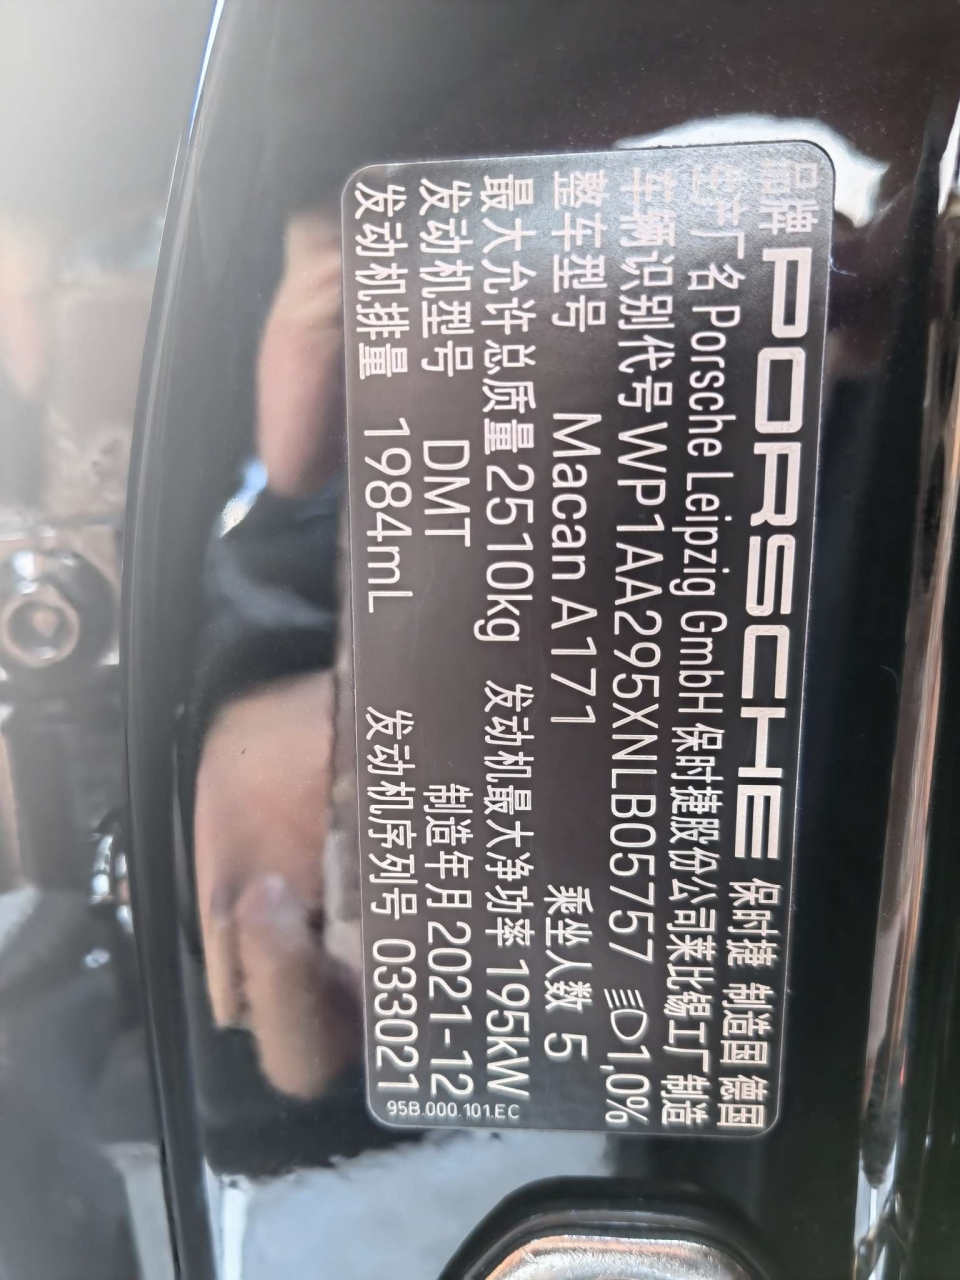 品牌 PORSCHE 保时捷 制造国 德国
生产厂名 Porsche Leipzig GmbH 保时捷股份公司莱比锡工厂制造
车辆识别代号 WP1AA295XNLB05757 1,0%
整车型号 Macan A171 乘坐人数 5
最大允许总质量 2510kg 发动机最大净功率 195kW
发动机型号 DMT 制造年月 2021-12
发动机排量 1984mL 发动机序列号 033021
95B.000.101.EC